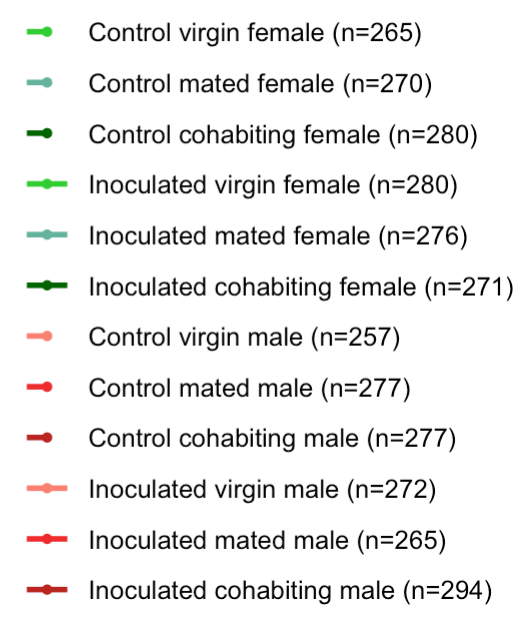 Control virgin female (n=265)
Control mated female (n=270)
Control cohabiting female (n=280)
Inoculated virgin female (n=280)
Inoculated mated female (n=276)
Inoculated cohabiting female (n=271)
Control virgin male (n=257)
Control mated male (n=277)
Control cohabiting male (n=277)
Inoculated virgin male (n=272)
Inoculated mated male (n=265)
Inoculated cohabiting male (n=294)